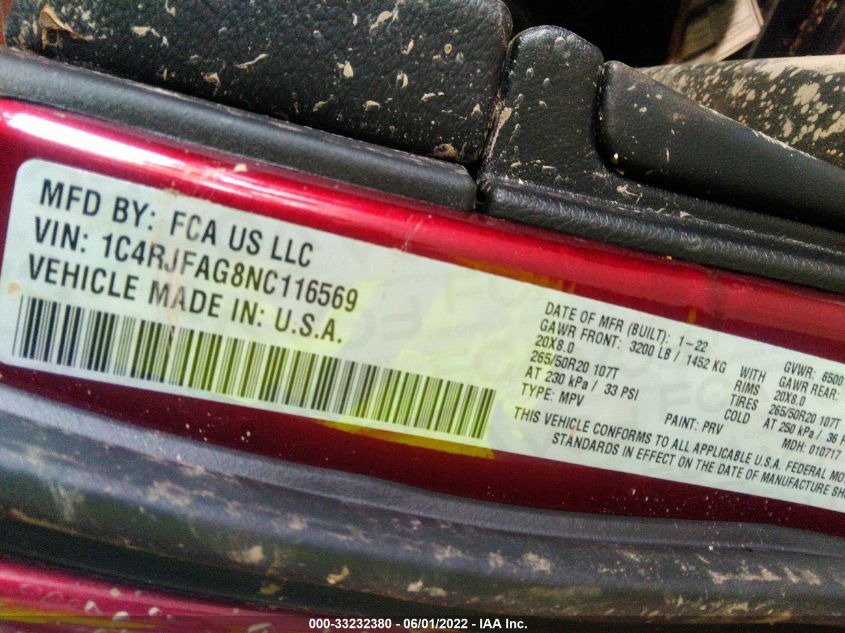 MFD BY: FCA US LLC
VIN: 1C4RJFAG8NC116569
VEHICLE MADE IN: U.S.A.
DATE OF MFR (BUILT): 1-22 GVWR: 6500
GAWR FRONT: 3200 LB / 1452 KG WITH GAWR REAR:
20X8.0 RIMS 20X8.0
265/50R20 107T TIRES 265/50R20 107T
AT 230 kPa / 33 PSI COLD AT 250 kPa / 36
TYPE: MPV PAINT: PRV MDH: 010717
THIS VEHICLE CONFORMS TO ALL APPLICABLE U.S.A. FEDERAL
STANDARDS IN EFFECT ON THE DATE OF MANUFACTURE
000-33232380 - 06/01/2022 - IAA Inc.